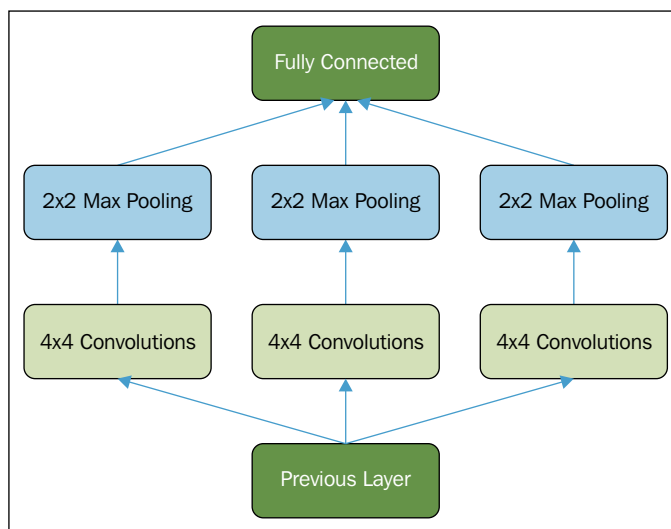 Fully Connected
2x2 Max Pooling
2x2 Max Pooling
2x2 Max Pooling
4x4 Convolutions
4x4 Convolutions
4x4 Convolutions
Previous Layer